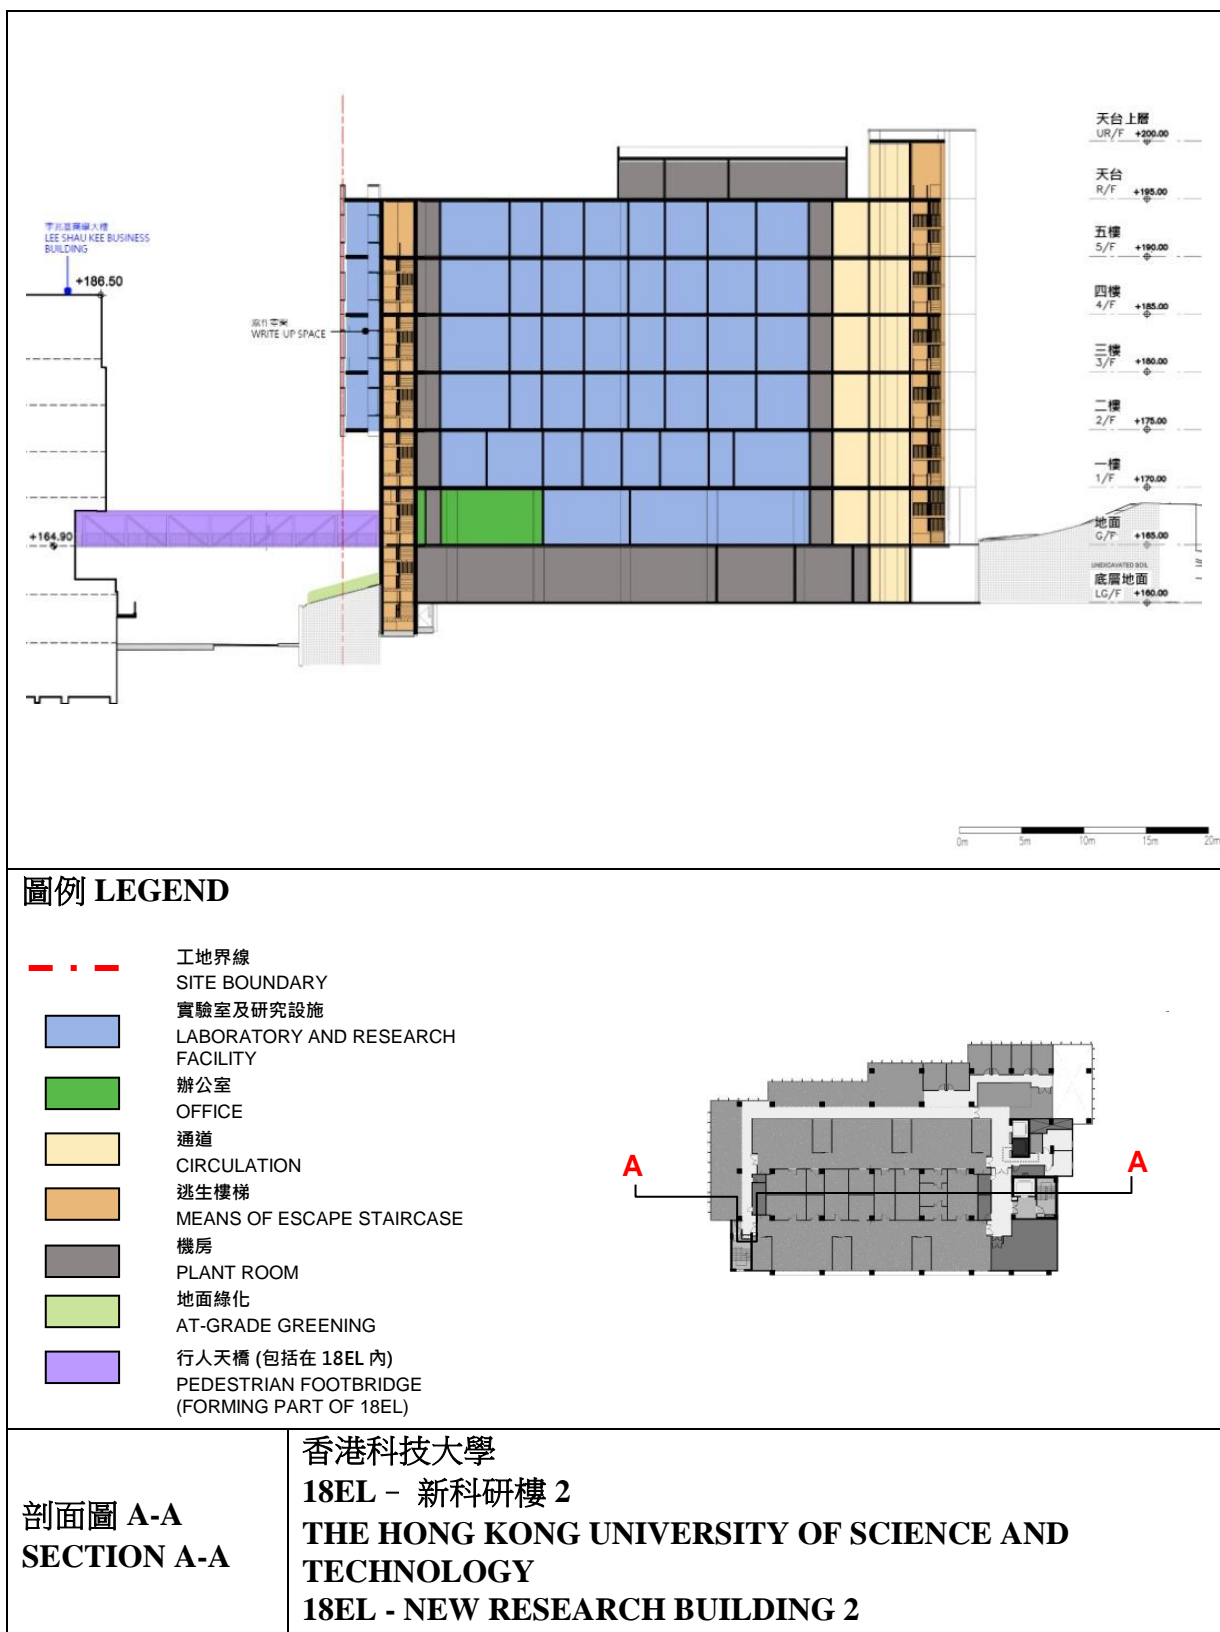 天台上層
UR/F +200.00
天台
R/F +195.00
五樓
5/F +190.00
四樓
4/F +185.00
三樓
3/F +180.00
二樓
2/F +175.00
一樓
1/F +170.00
地面
G/F +165.00
UNEXCAVATED SOIL
底層地面
LG/F +160.00
李兆基商學大樓
LEE SHAU KEE BUSINESS
BUILDING
+186.50
WRITE UP SPACE
+164.90
0m 5m 10m 15m 20m
圖例 LEGEND
工地界線
SITE BOUNDARY
實驗室及研究設施
LABORATORY AND RESEARCH
FACILITY
辦公室
OFFICE
通道
CIRCULATION
逃生樓梯
MEANS OF ESCAPE STAIRCASE
機房
PLANT ROOM
地面綠化
AT-GRADE GREENING
行人天橋 (包括在 18EL 內)
PEDESTRIAN FOOTBRIDGE
(FORMING PART OF 18EL)
A A
剖面圖 A-A
SECTION A-A
香港科技大學
18EL – 新科研樓 2
THE HONG KONG UNIVERSITY OF SCIENCE AND
TECHNOLOGY
18EL - NEW RESEARCH BUILDING 2